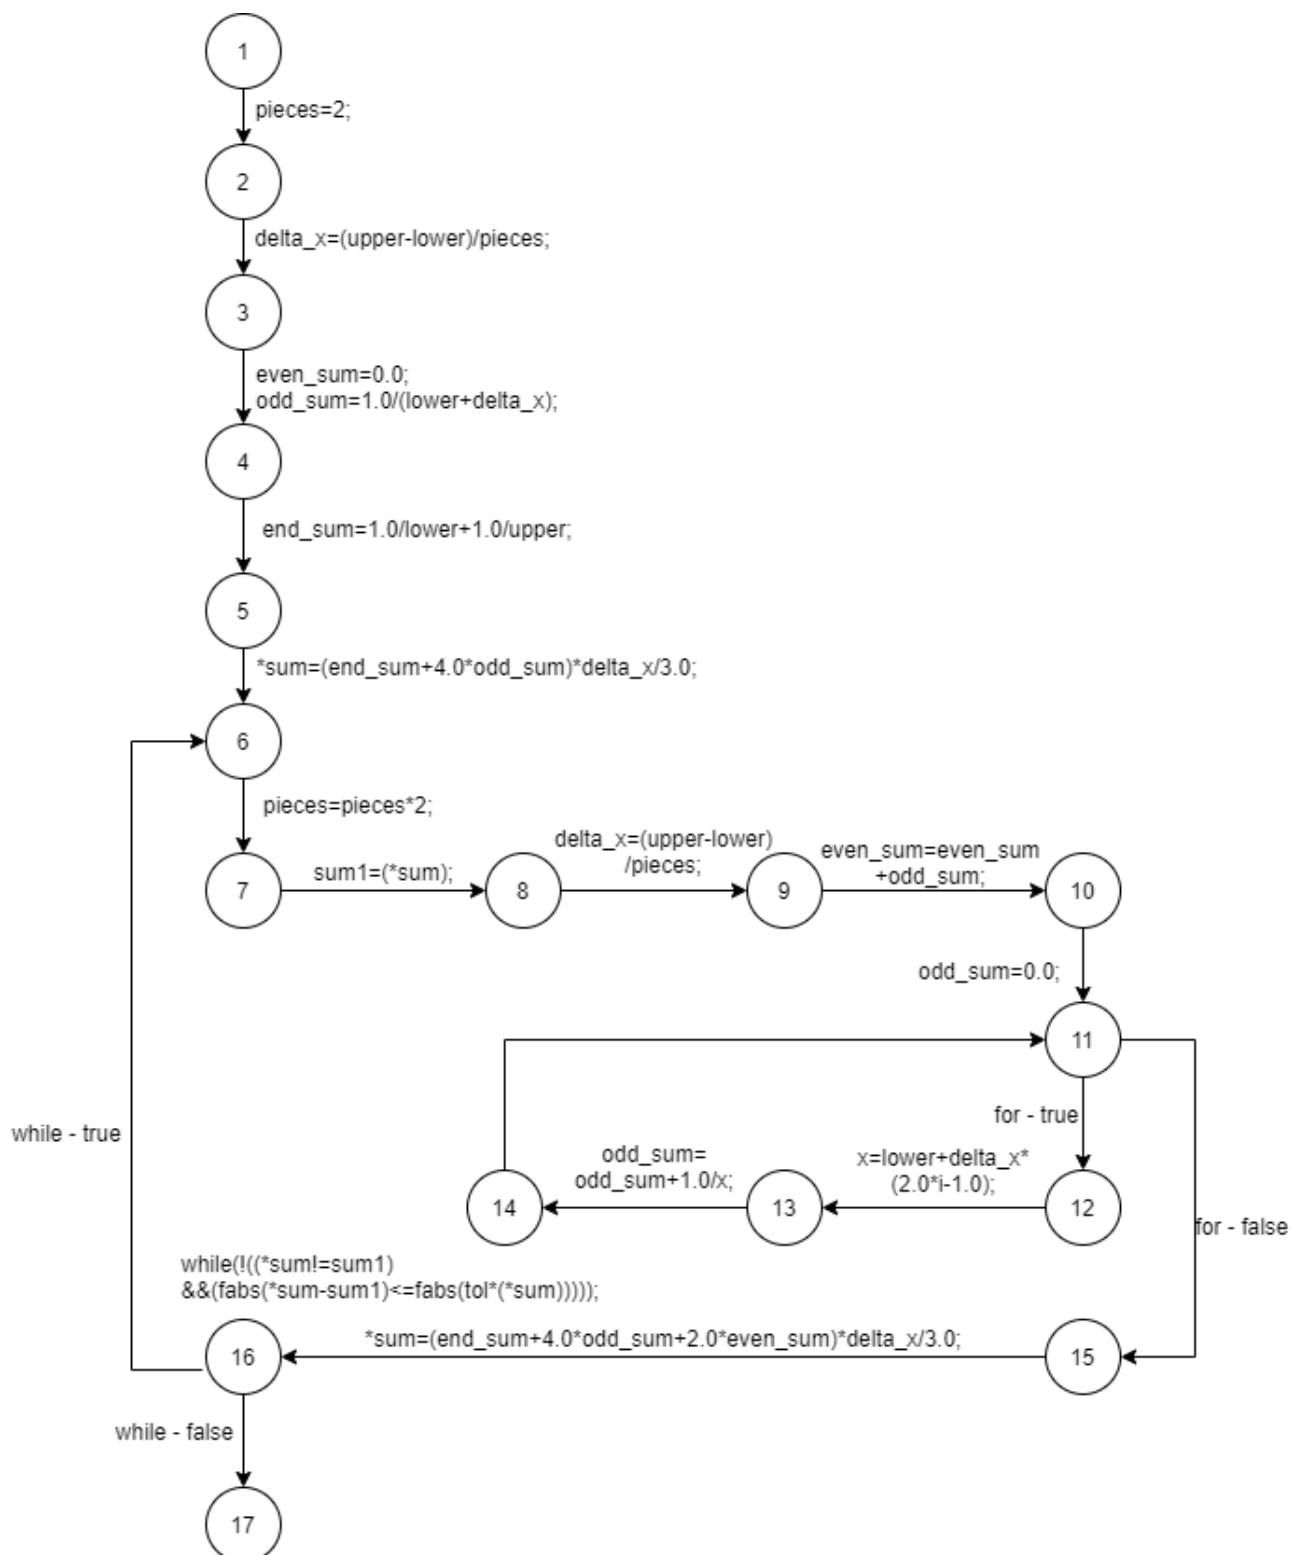 1
pieces=2;
2
delta_x=(upper-lower)/pieces;
3
even_sum=0.0;
odd_sum=1.0/(lower+delta_x);
4
end_sum=1.0/lower+1.0/upper;
5
*sum=(end_sum+4.0*odd_sum)*delta_x/3.0;
6
pieces=pieces*2;
7
sum1=(*sum);
8
delta_x=(upper-lower)
/pieces;
9
even_sum=even_sum
+odd_sum;
10
odd_sum=0.0;
11
for - true
12
x=lower+delta_x*
(2.0*i-1.0);
13
odd_sum=
odd_sum+1.0/x;
14
for - false
15
*sum=(end_sum+4.0*odd_sum+2.0*even_sum)*delta_x/3.0;
while(!((*sum!=sum1)
&&(fabs(*sum-sum1)<=fabs(tol*(*sum)))));
16
while - true
while - false
17